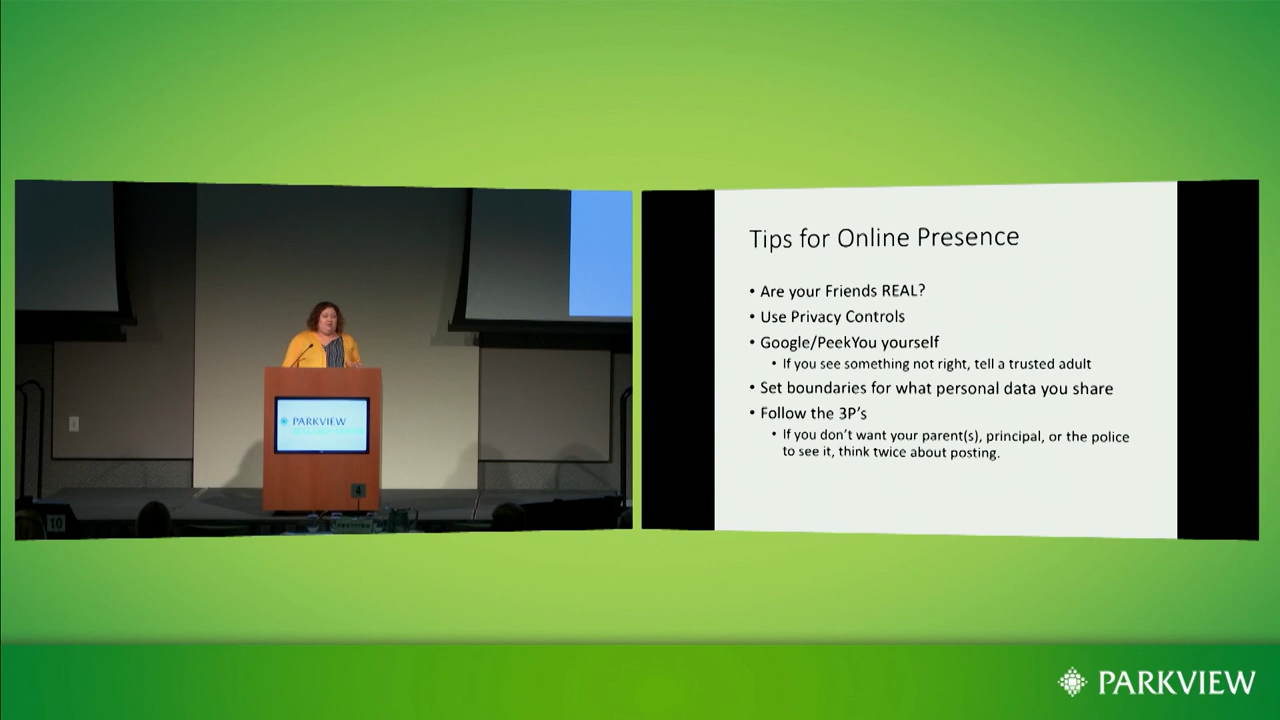 Tips for Online Presence
• Are your Friends REAL?
• Use Privacy Controls
• Google/PeekYou yourself
• If you see something not right, tell a trusted adult
• Set boundaries for what personal data you share
• Follow the 3P's
• If you don't want your parent(s), principal, or the police
to see it, think twice about posting.
PARKVIEW
4
10
PARKVIEW